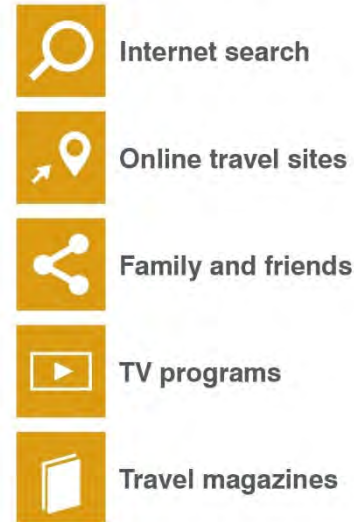 Internet search
Online travel sites
Family and friends
TV programs
Travel magazines